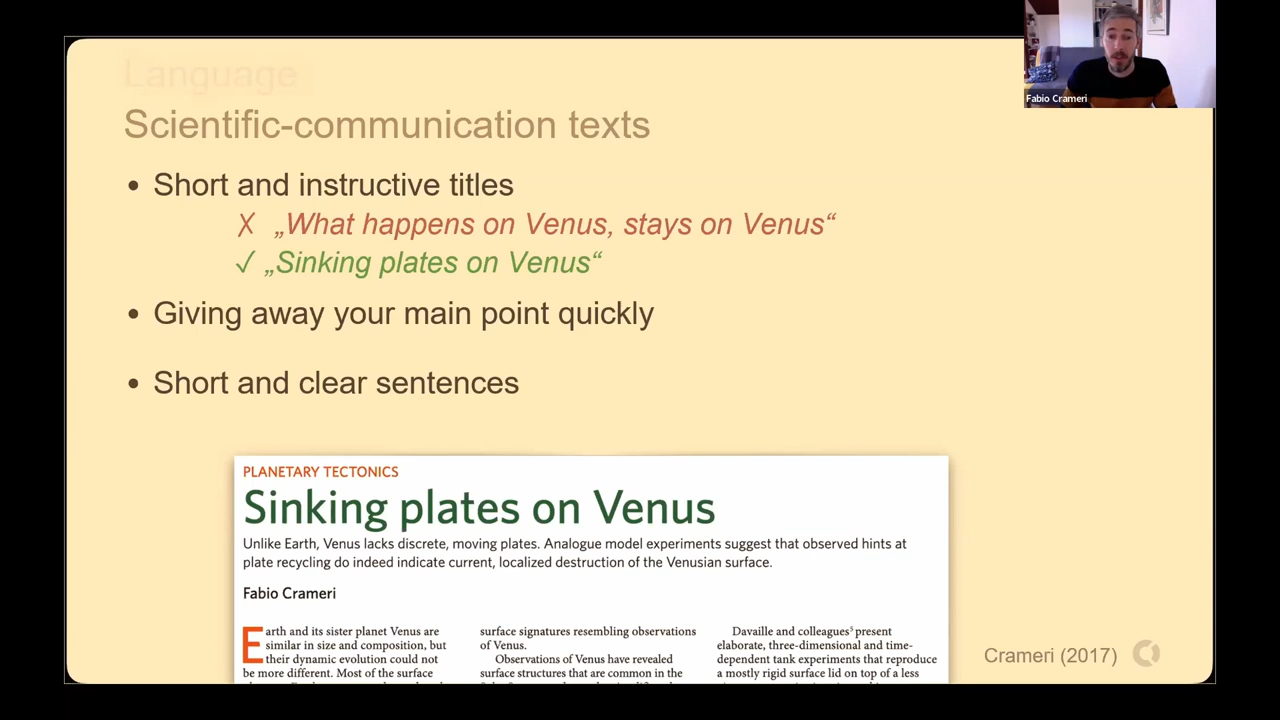 Language
Scientific-communication texts
• Short and instructive titles
✗ „What happens on Venus, stays on Venus“
✓ „Sinking plates on Venus“
• Giving away your main point quickly
• Short and clear sentences
PLANETARY TECTONICS
Sinking plates on Venus
Unlike Earth, Venus lacks discrete, moving plates. Analogue model experiments suggest that observed hints at
plate recycling do indeed indicate current, localized destruction of the Venusian surface.
Fabio Crameri
Earth and its sister planet Venus are
similar in size and composition, but
their dynamic evolution could not
be more different. Most of the surface
surface signatures resembling observations
of Venus.
Observations of Venus have revealed
surface structures that are common in the
Davaille and colleagues⁵ present
elaborate, three-dimensional and time-
dependent tank experiments that reproduce
a mostly rigid surface lid on top of a less
Crameri (2017)
Fabio Crameri